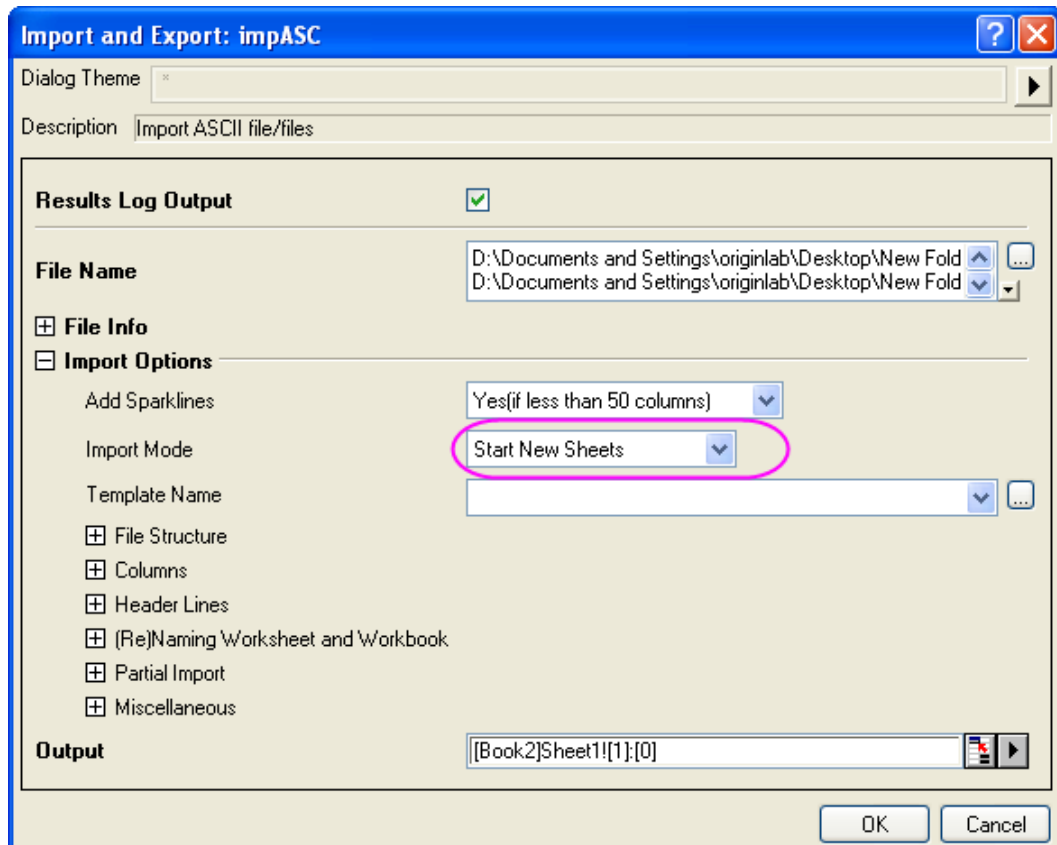 Import and Export: impASC
Dialog Theme *
Description Import ASCII file/files
Results Log Output
File Name D:\Documents and Settings\originlab\Desktop\New Fold ...
D:\Documents and Settings\originlab\Desktop\New Fold
File Info
Import Options
Add Sparklines Yes(if less than 50 columns)
Import Mode Start New Sheets
Template Name ...
File Structure
Columns
Header Lines
(Re)Naming Worksheet and Workbook
Partial Import
Miscellaneous
Output [Book2]Sheet1![1]:[0]
OK Cancel